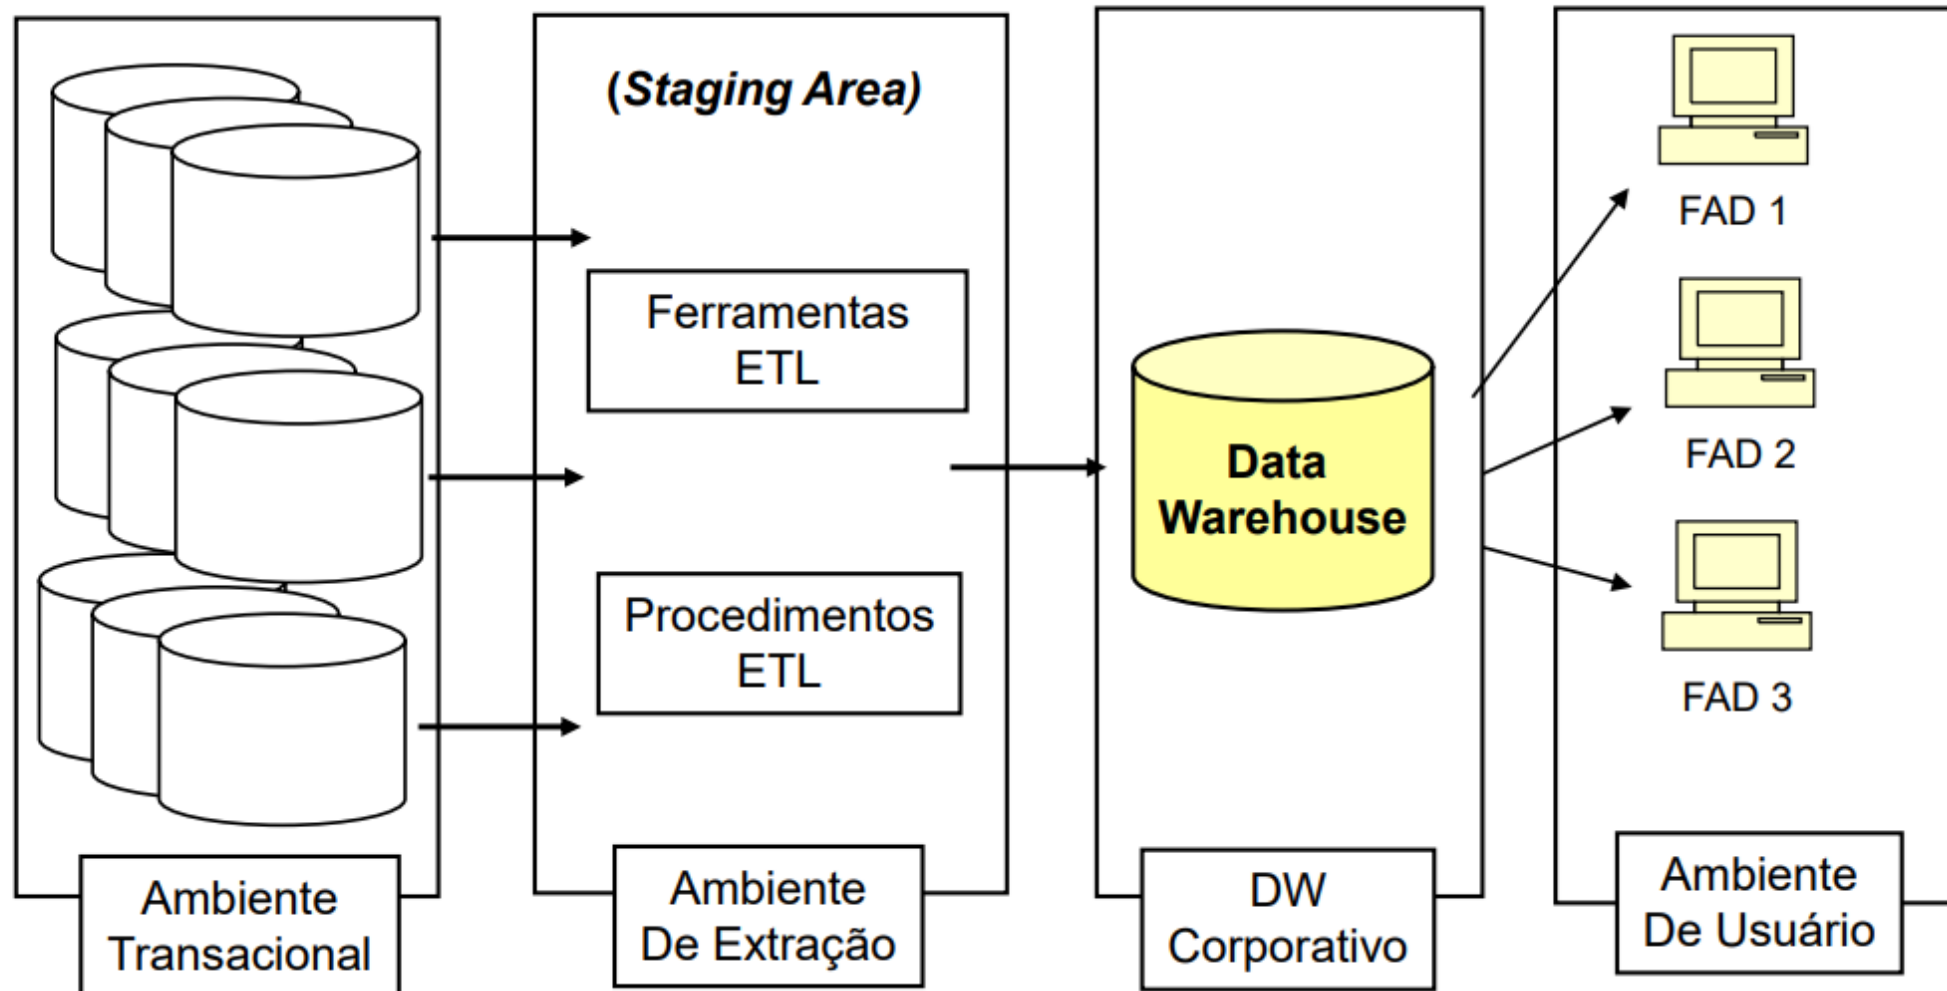 (Staging Area)
Ferramentas
ETL
Procedimentos
ETL
Data
Warehouse
FAD 1
FAD 2
FAD 3
Ambiente
Transacional
Ambiente
De Extração
DW
Corporativo
Ambiente
De Usuário